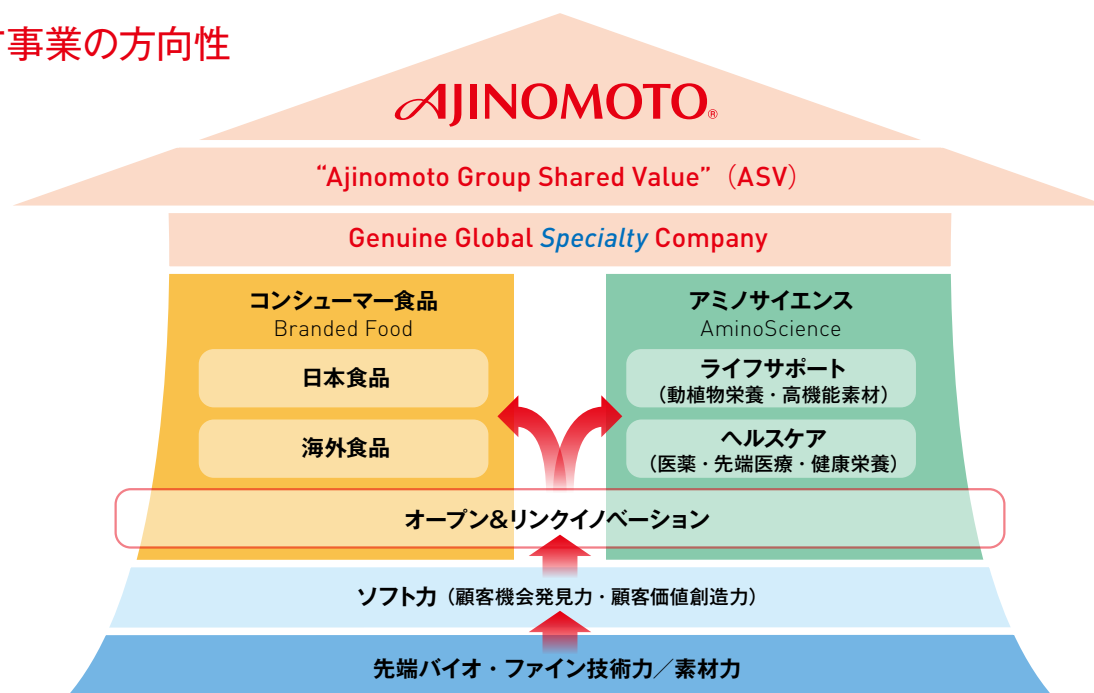 事業の方向性
AJINOMOTO®
“Ajinomoto Group Shared Value”（ASV）
Genuine Global Specialty Company
コンシューマー食品
Branded Food
日本食品
海外食品
アミノサイエンス
AminoScience
ライフサポート
（動植物栄養・高機能素材）
ヘルスケア
（医薬・先端医療・健康栄養）
オープン&リンクイノベーション
ソフト力（顧客機会発見力・顧客価値創造力）
先端バイオ・ファイン技術力／素材力